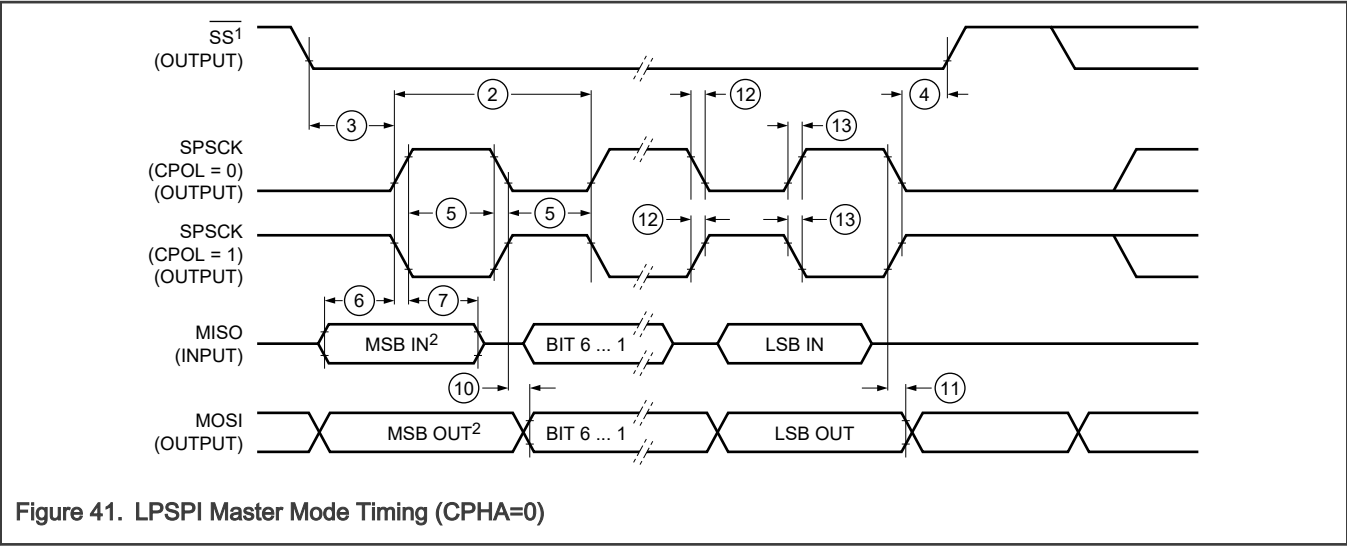 SS1
(OUTPUT)
2
12
4
3
13
SPSCK
(CPOL = 0)
(OUTPUT)
5
5
12
13
SPSCK
(CPOL = 1)
(OUTPUT)
6
7
MISO
(INPUT)
MSB IN2
BIT 6 ... 1
LSB IN
10
11
MOSI
(OUTPUT)
MSB OUT2
BIT 6 ... 1
LSB OUT
Figure 41. LPSPI Master Mode Timing (CPHA=0)